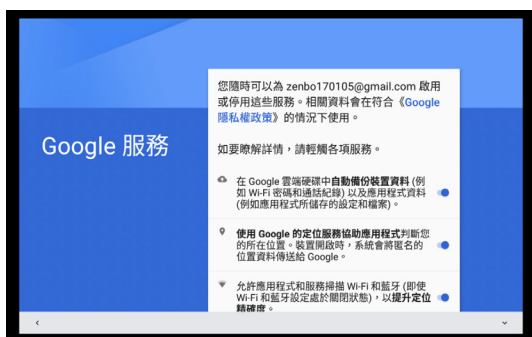 Google 服務
您隨時可以為 zenbo170105@gmail.com 啟用
或停用這些服務。相關資料會在符合《Google
隱私權政策》的情況下使用。
如要瞭解詳情，請輕觸各項服務。
在 Google 雲端硬碟中自動備份裝置資料 (例
如 Wi-Fi 密碼和通話紀錄) 以及應用程式資料
(例如應用程式所儲存的設定和檔案)。
使用 Google 的定位服務協助應用程式判斷您
的所在位置。裝置開啟時，系統會將匿名的
位置資料傳送給 Google。
允許應用程式和服務掃描 Wi-Fi 和藍牙 (即使
Wi-Fi 和藍牙設定處於關閉狀態)，以提升定位
精確度。